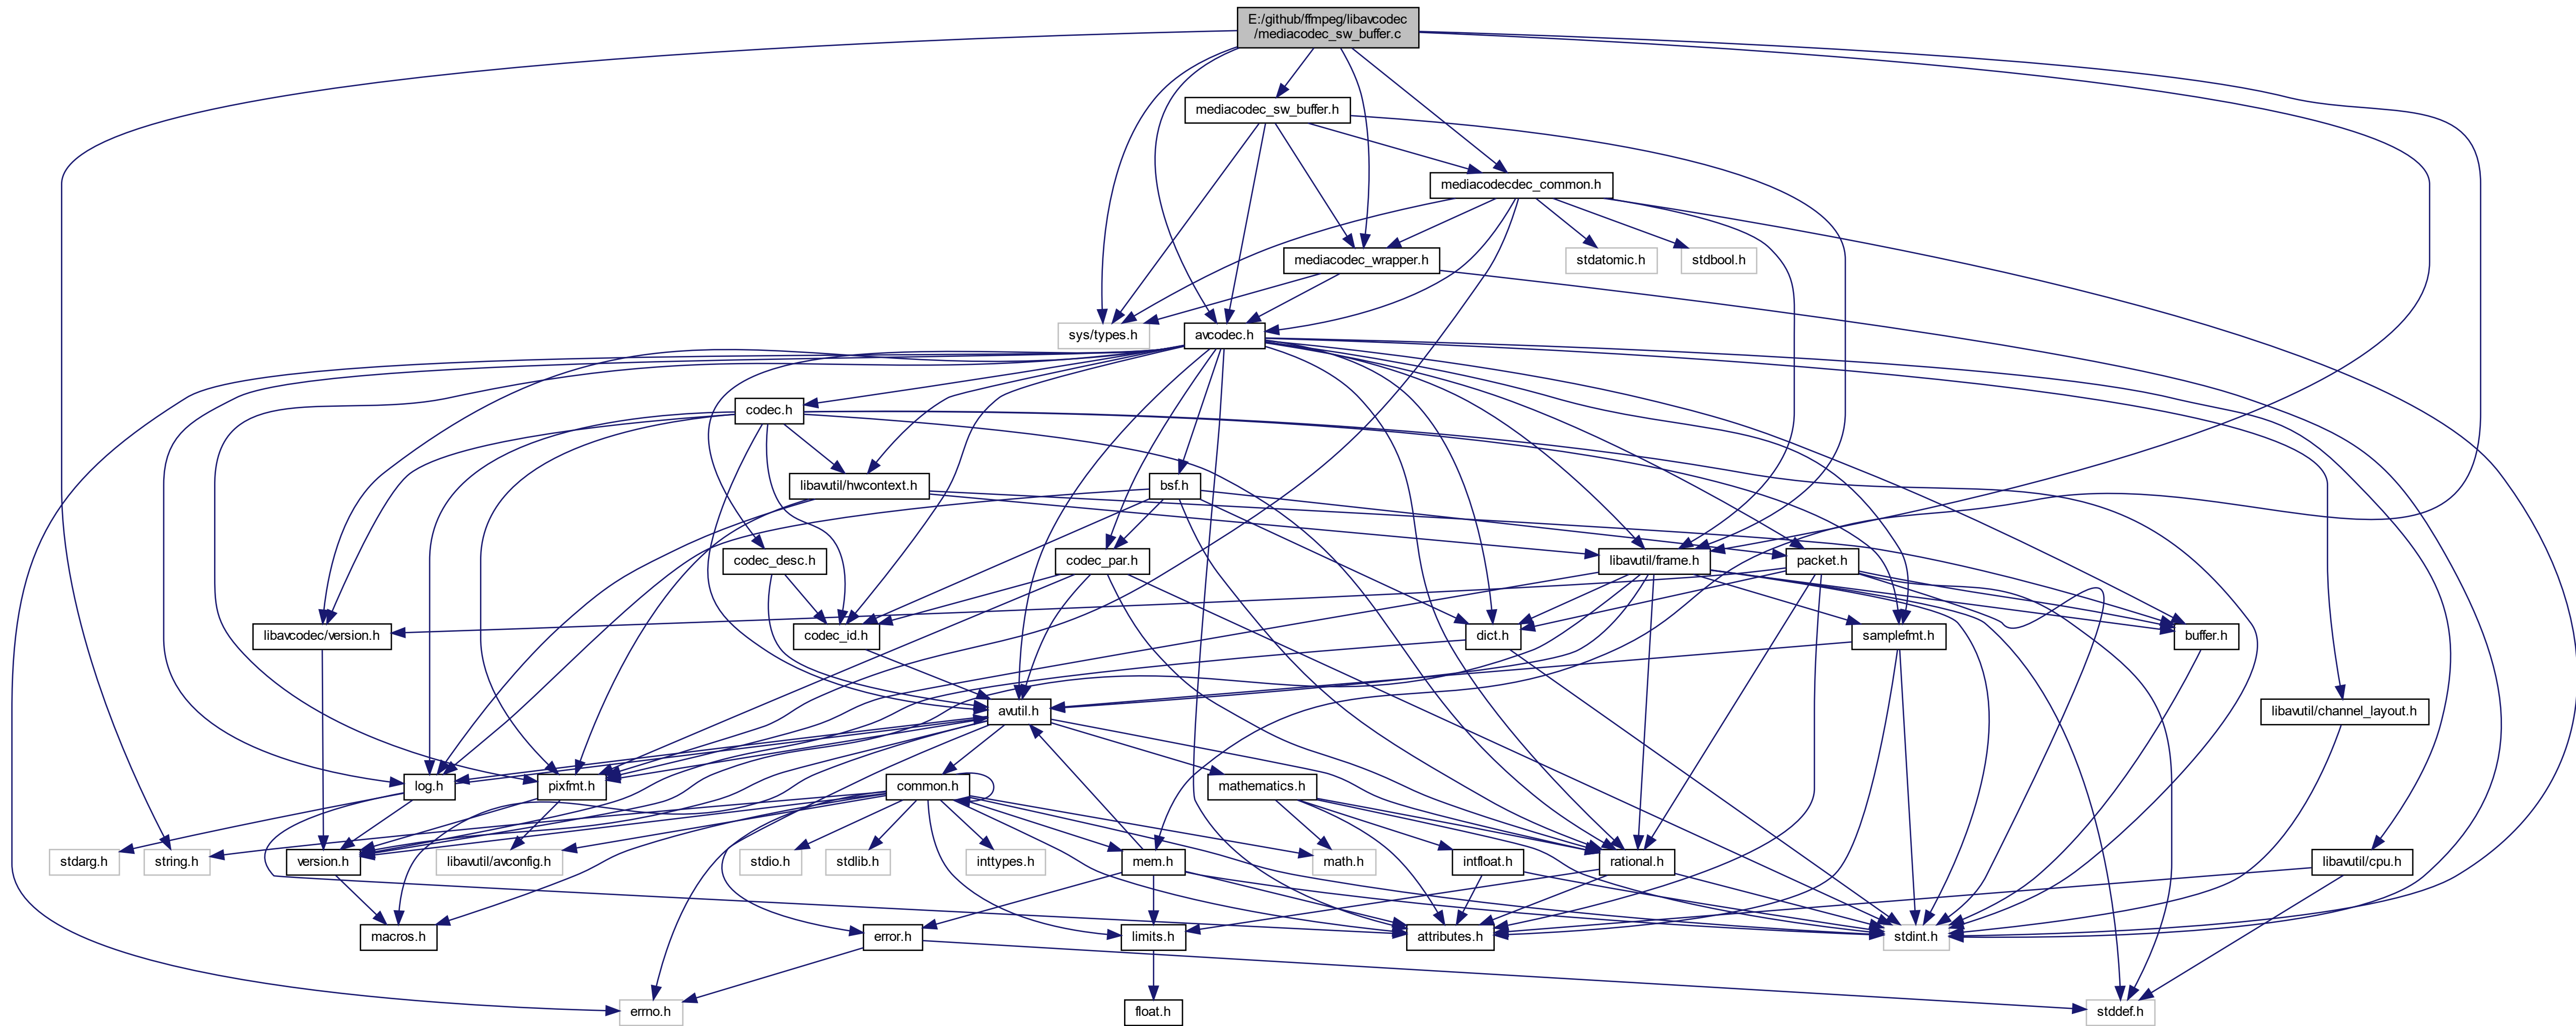 E:/github/ffmpeg/libavcodec
/mediacodec_sw_buffer.c
mediacodec_sw_buffer.h
mediacodecdec_common.h
mediacodec_wrapper.h
stdatomic.h
stdbool.h
sys/types.h
avcodec.h
codec.h
libavutil/hwcontext.h
bsf.h
codec_desc.h
codec_par.h
libavutil/frame.h
packet.h
libavcodec/version.h
codec_id.h
dict.h
samplefmt.h
buffer.h
avutil.h
libavutil/channel_layout.h
log.h
pixfmt.h
common.h
mathematics.h
stdarg.h
string.h
version.h
libavutil/avconfig.h
stdio.h
stdlib.h
inttypes.h
mem.h
math.h
intfloat.h
rational.h
libavutil/cpu.h
macros.h
error.h
limits.h
attributes.h
stdint.h
errno.h
float.h
stddef.h